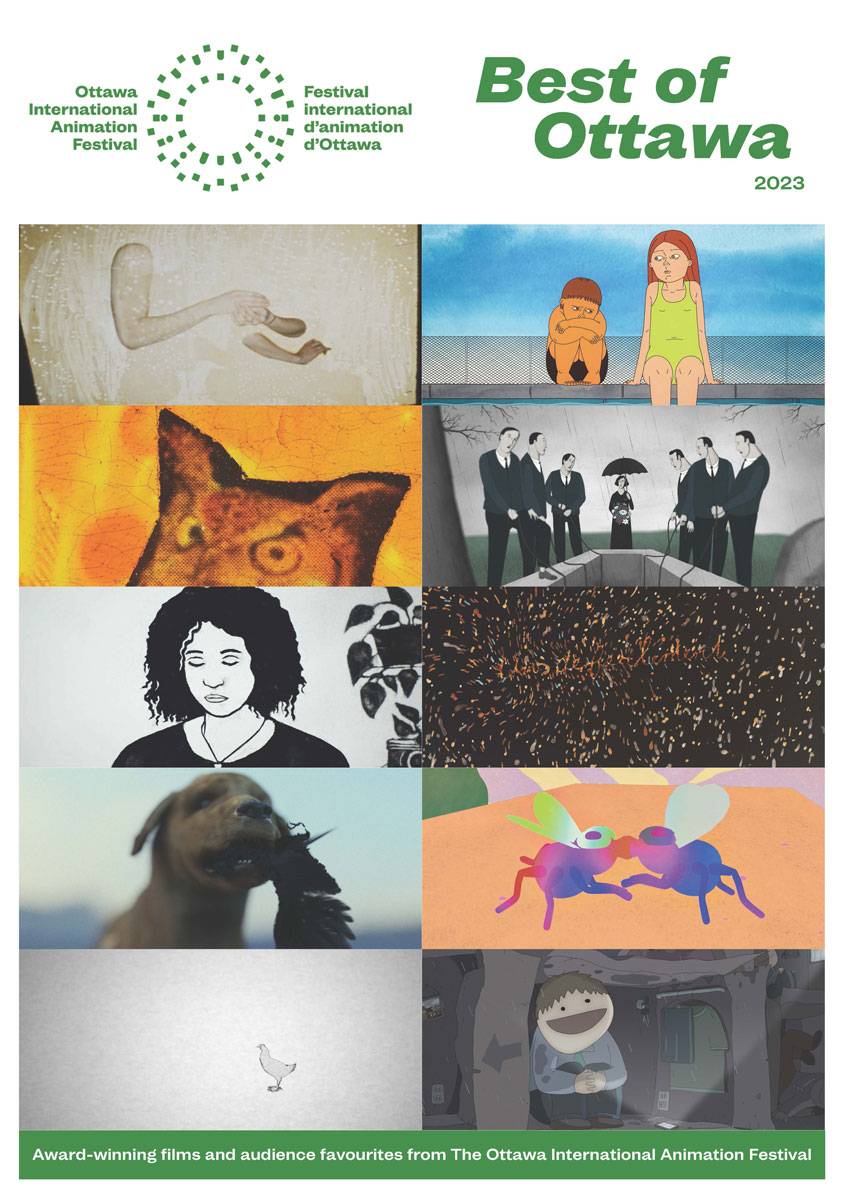 Ottawa
International
Animation
Festival
Festival
international
d'animation
d'Ottawa
Best of
Ottawa
2023
Award-winning films and audience favourites from The Ottawa International Animation Festival